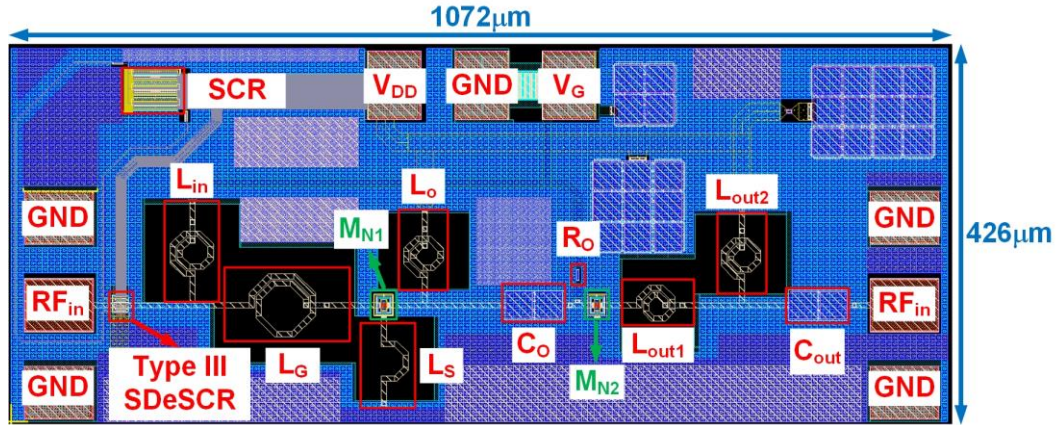 1072μm
SCR
VDD
GND
VG
Lin
Lo
Lout2
GND
MN1
RO
GND
426μm
RFin
RFin
Type III
SDeSCR
LG
LS
CO
MN2
Lout1
Cout
GND
GND